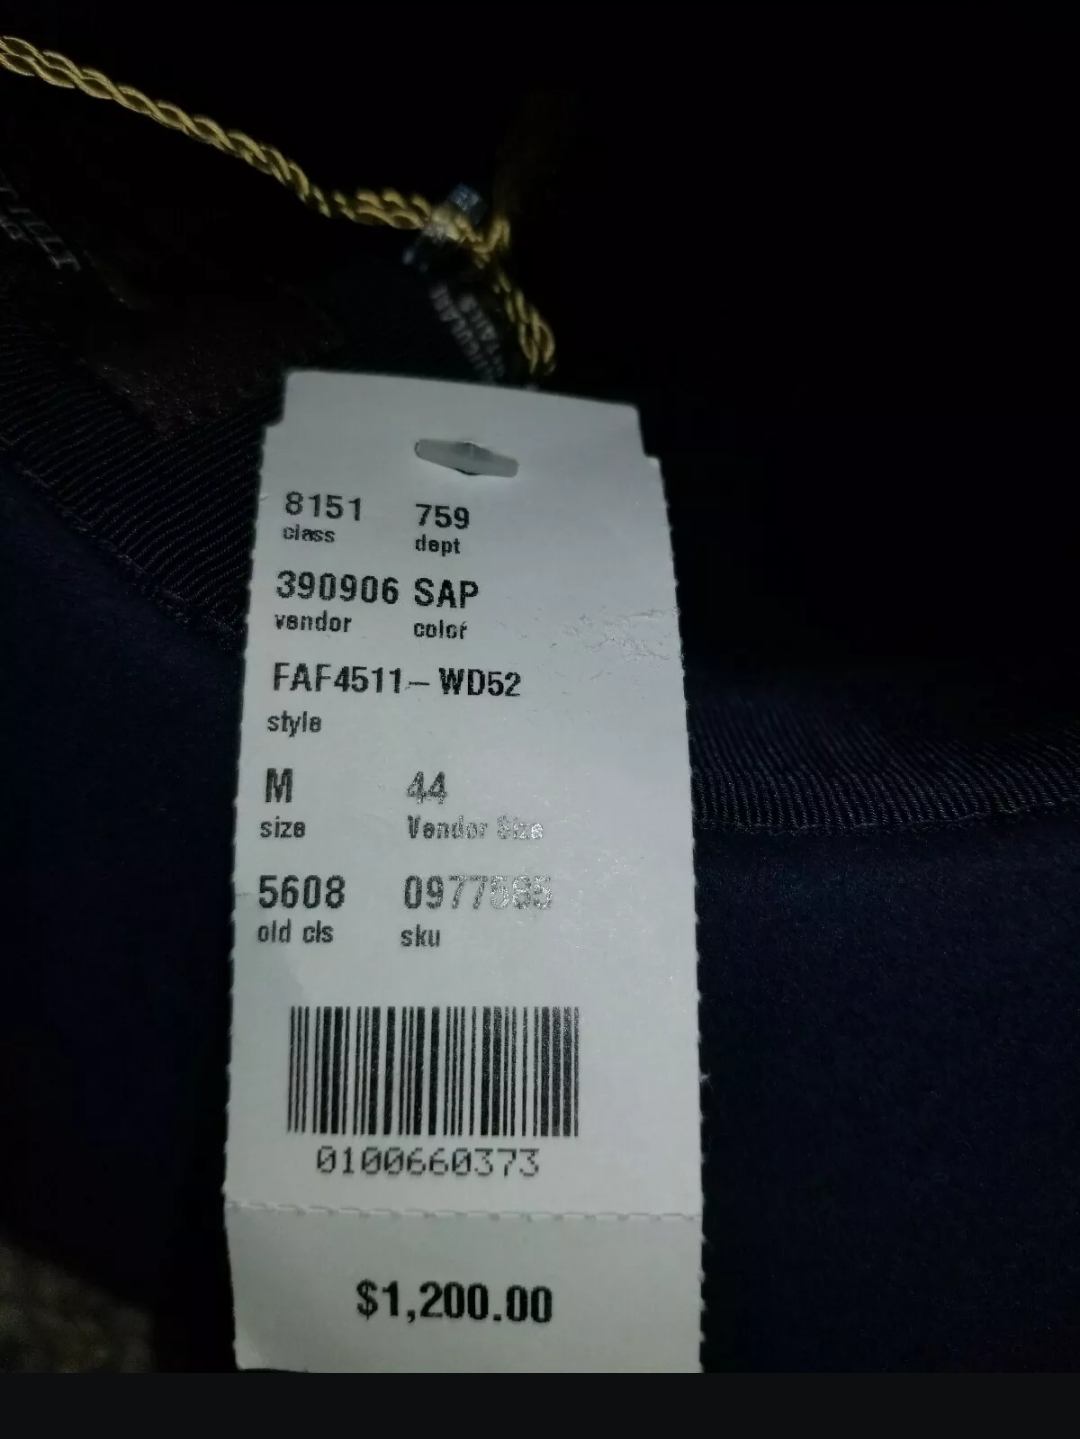 8151 759
class dept
390906 SAP
vendor color
FAF4511-WD52
style
M 44
size Vendor Size
5608 0977585
old cls sku
0100660373
$1,200.00